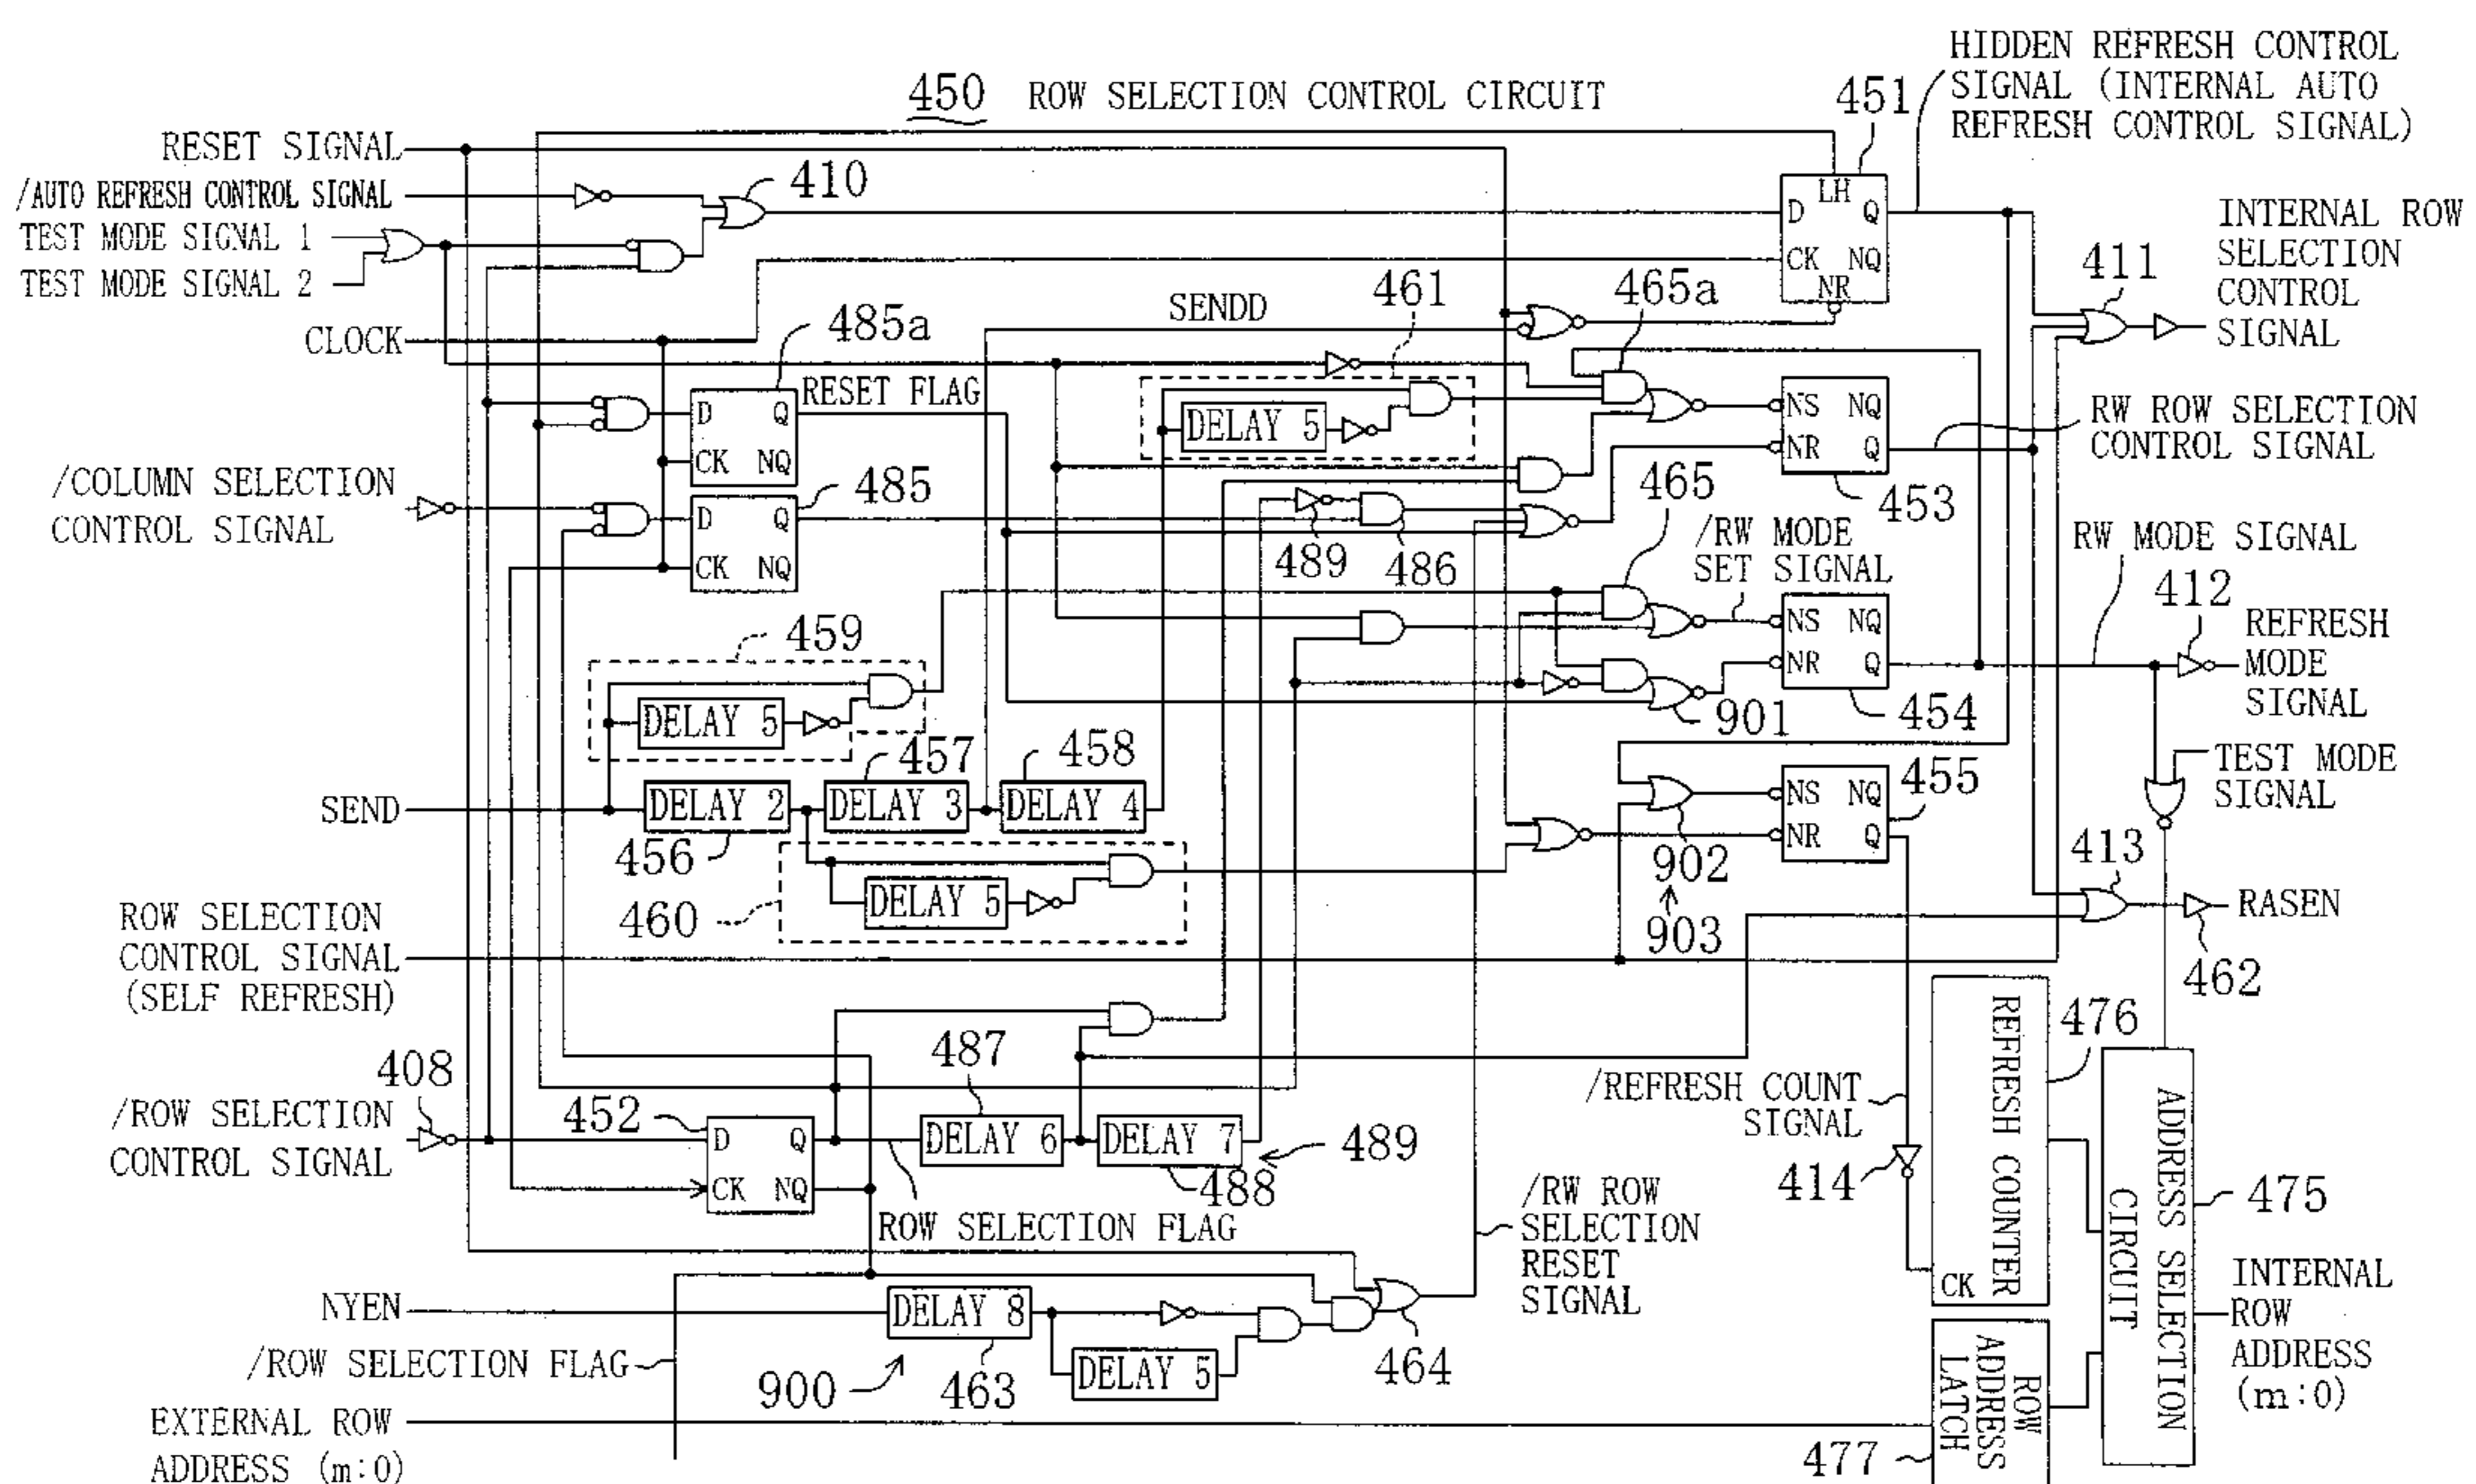 450 ROW SELECTION CONTROL CIRCUIT
HIDDEN REFRESH CONTROL
SIGNAL (INTERNAL AUTO
REFRESH CONTROL SIGNAL)
451
RESET SIGNAL
/AUTO REFRESH CONTROL SIGNAL
410
TEST MODE SIGNAL 1
TEST MODE SIGNAL 2
LH
D Q
CK NQ
NR
INTERNAL ROW
SELECTION
CONTROL
SIGNAL
411
CLOCK
SENDD
461
465a
485a
RESET FLAG
D Q
CK NQ
DELAY 5
NS NQ
NR Q
453
RW ROW SELECTION
CONTROL SIGNAL
/COLUMN SELECTION
CONTROL SIGNAL
485
D Q
CK NQ
489
486
465
/RW MODE
SET SIGNAL
RW MODE SIGNAL
412
REFRESH
MODE
SIGNAL
NS NQ
NR Q
454
901
459
DELAY 5
457
458
SEND
DELAY 2
DELAY 3
DELAY 4
456
460
DELAY 5
NS NQ
NR Q
455
902
903
TEST MODE
SIGNAL
413
RASEN
462
ROW SELECTION
CONTROL SIGNAL
(SELF REFRESH)
408
/ROW SELECTION
CONTROL SIGNAL
452
D Q
CK NQ
487
DELAY 6
DELAY 7
488
489
ROW SELECTION FLAG
/RW ROW
SELECTION
RESET
SIGNAL
/REFRESH COUNT
SIGNAL
414
476
REFRESH COUNTER
CK
475
ADDRESS SELECTION
CIRCUIT
INTERNAL
ROW
ADDRESS
(m:0)
NYEN
DELAY 8
463
900
DELAY 5
464
/ROW SELECTION FLAG
EXTERNAL ROW
ADDRESS (m:0)
477
ROW
ADDRESS
LATCH